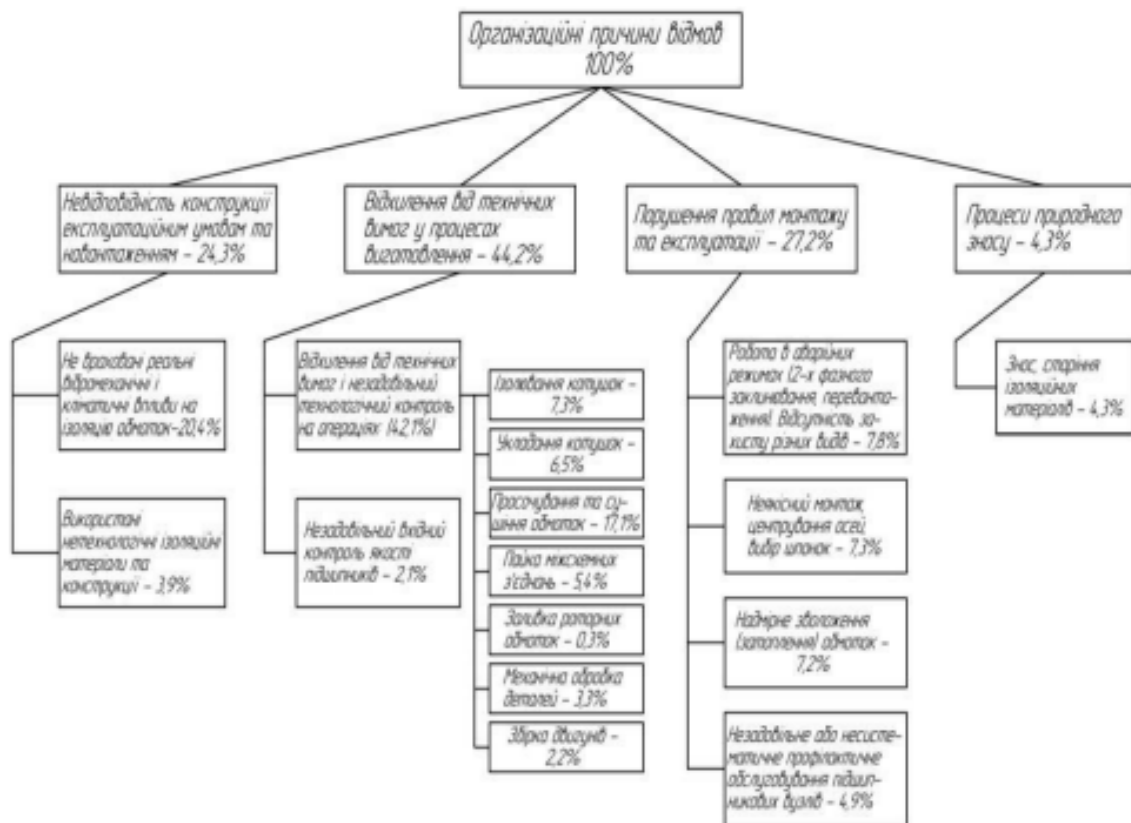 Організаційні причини відмов
100%
Невідповідність конструкції
експлуатаційним умовам та
навантаженням - 24,3%
Відхилення від технічних
вимог у процесах
виготовлення - 44,2%
Порушення правил монтажу
та експлуатації - 27,2%
Процеси природного
зносу - 4,3%
Не враховані реальні
вібромеханічні і
кліматичні впливи на
ізоляцію обмоток-20,4%
Використані
нетехнологічні ізоляційні
матеріали та
конструкції - 3,9%
Відхилення від технічних
вимог і незадовільний
технологічний контроль
на операціях (42,1%)
Незадовільний вхідний
контроль якості
підшипників - 2,1%
Ізолювання котушок -
7,3%
Укладання котушок -
6,5%
Просочування та су-
шіння обмоток - 17,1%
Пайка міжсхемних
з'єднань - 5,4%
Заливка роторних
обмоток - 0,3%
Механічна обробка
деталей - 3,3%
Збірка двигунів -
2,2%
Робота в аварійних
режимах (2-х фазного
заклинювання, переванта-
ження). Відсутність за-
хисту різних видів - 7,8%
Неякісний монтаж,
центрування осей,
вибір шпонок - 7,3%
Надмірне зволоження
(затоплення) обмоток -
7,2%
Незадовільне або несисте-
матичне профілактичне
обслуговування підшип-
никових вузлів - 4,9%
Знос, старіння
ізоляційних
матеріалів - 4,3%